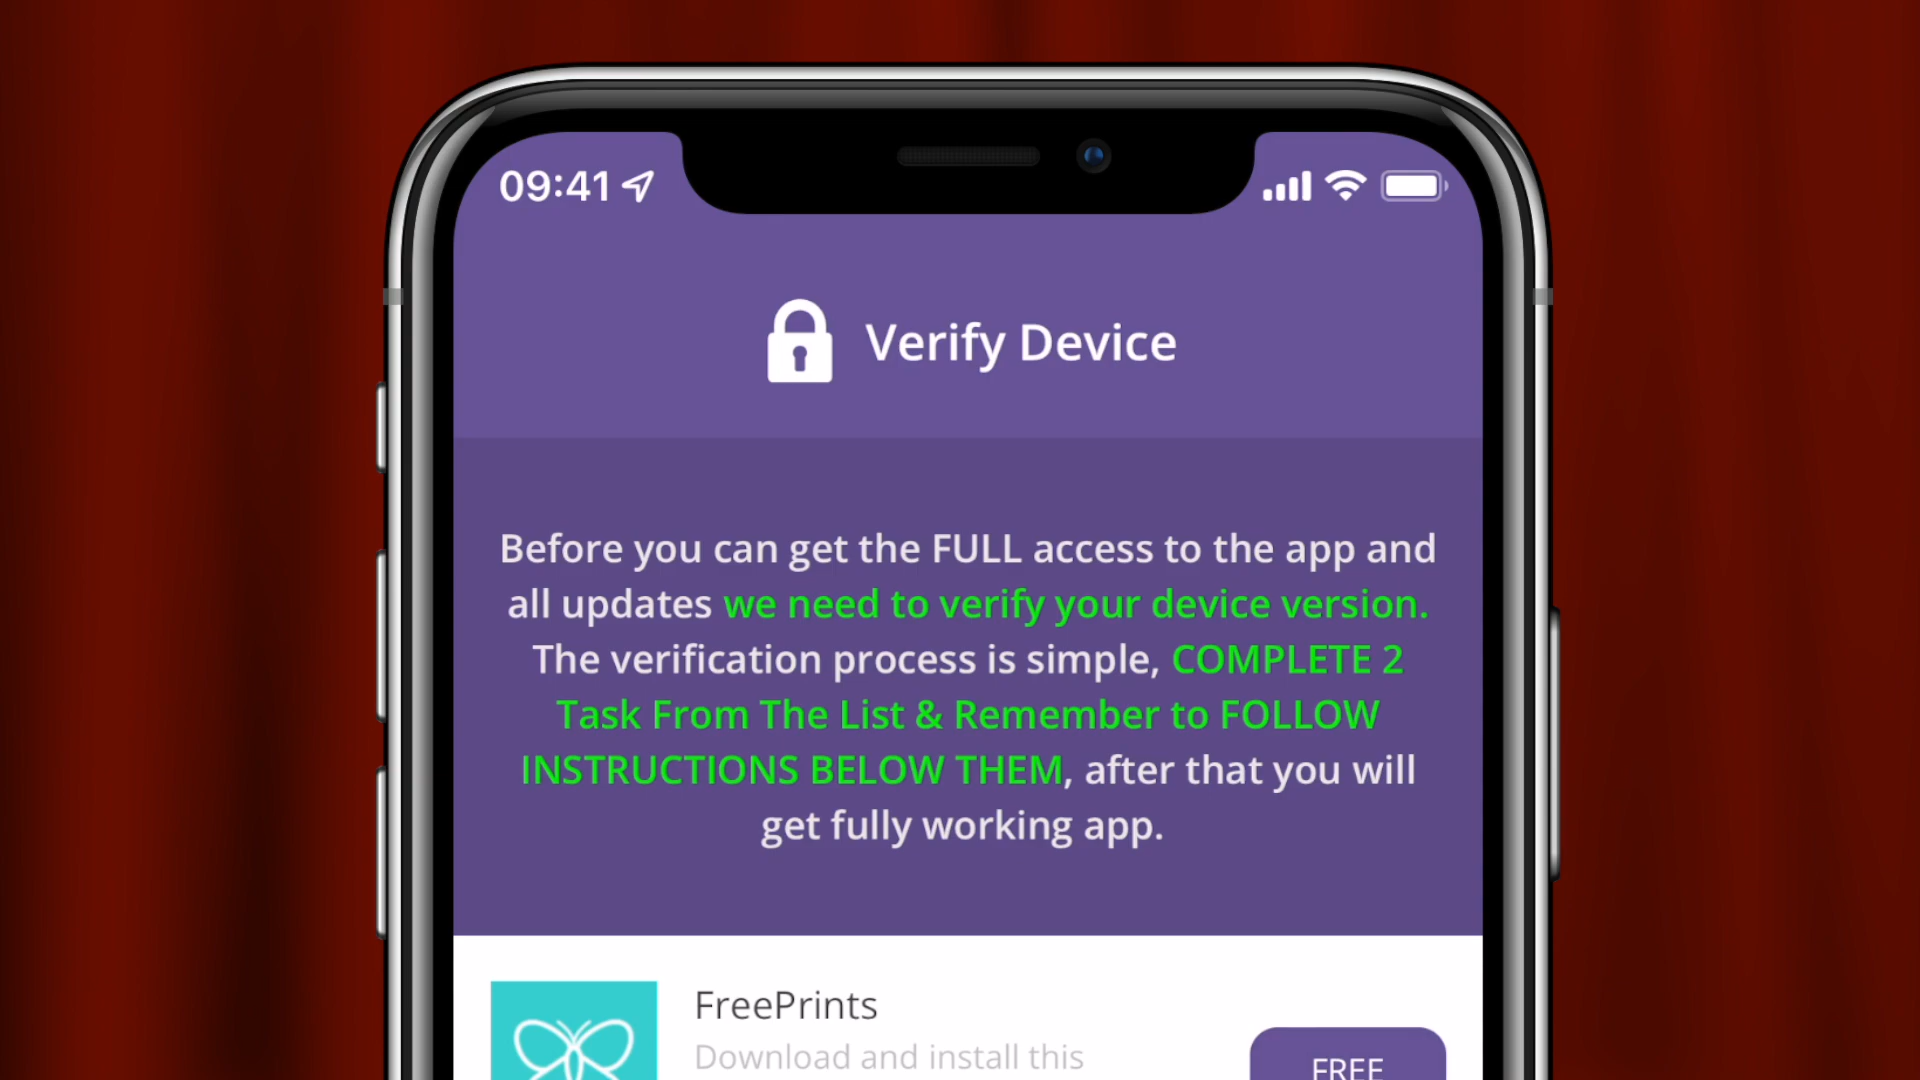 09:41
Verify Device
Before you can get the FULL access to the app and
all updates we need to verify your device version.
The verification process is simple, COMPLETE 2
Task From The List & Remember to FOLLOW
INSTRUCTIONS BELOW THEM, after that you will
get fully working app.
FreePrints
Download and install this
FREE